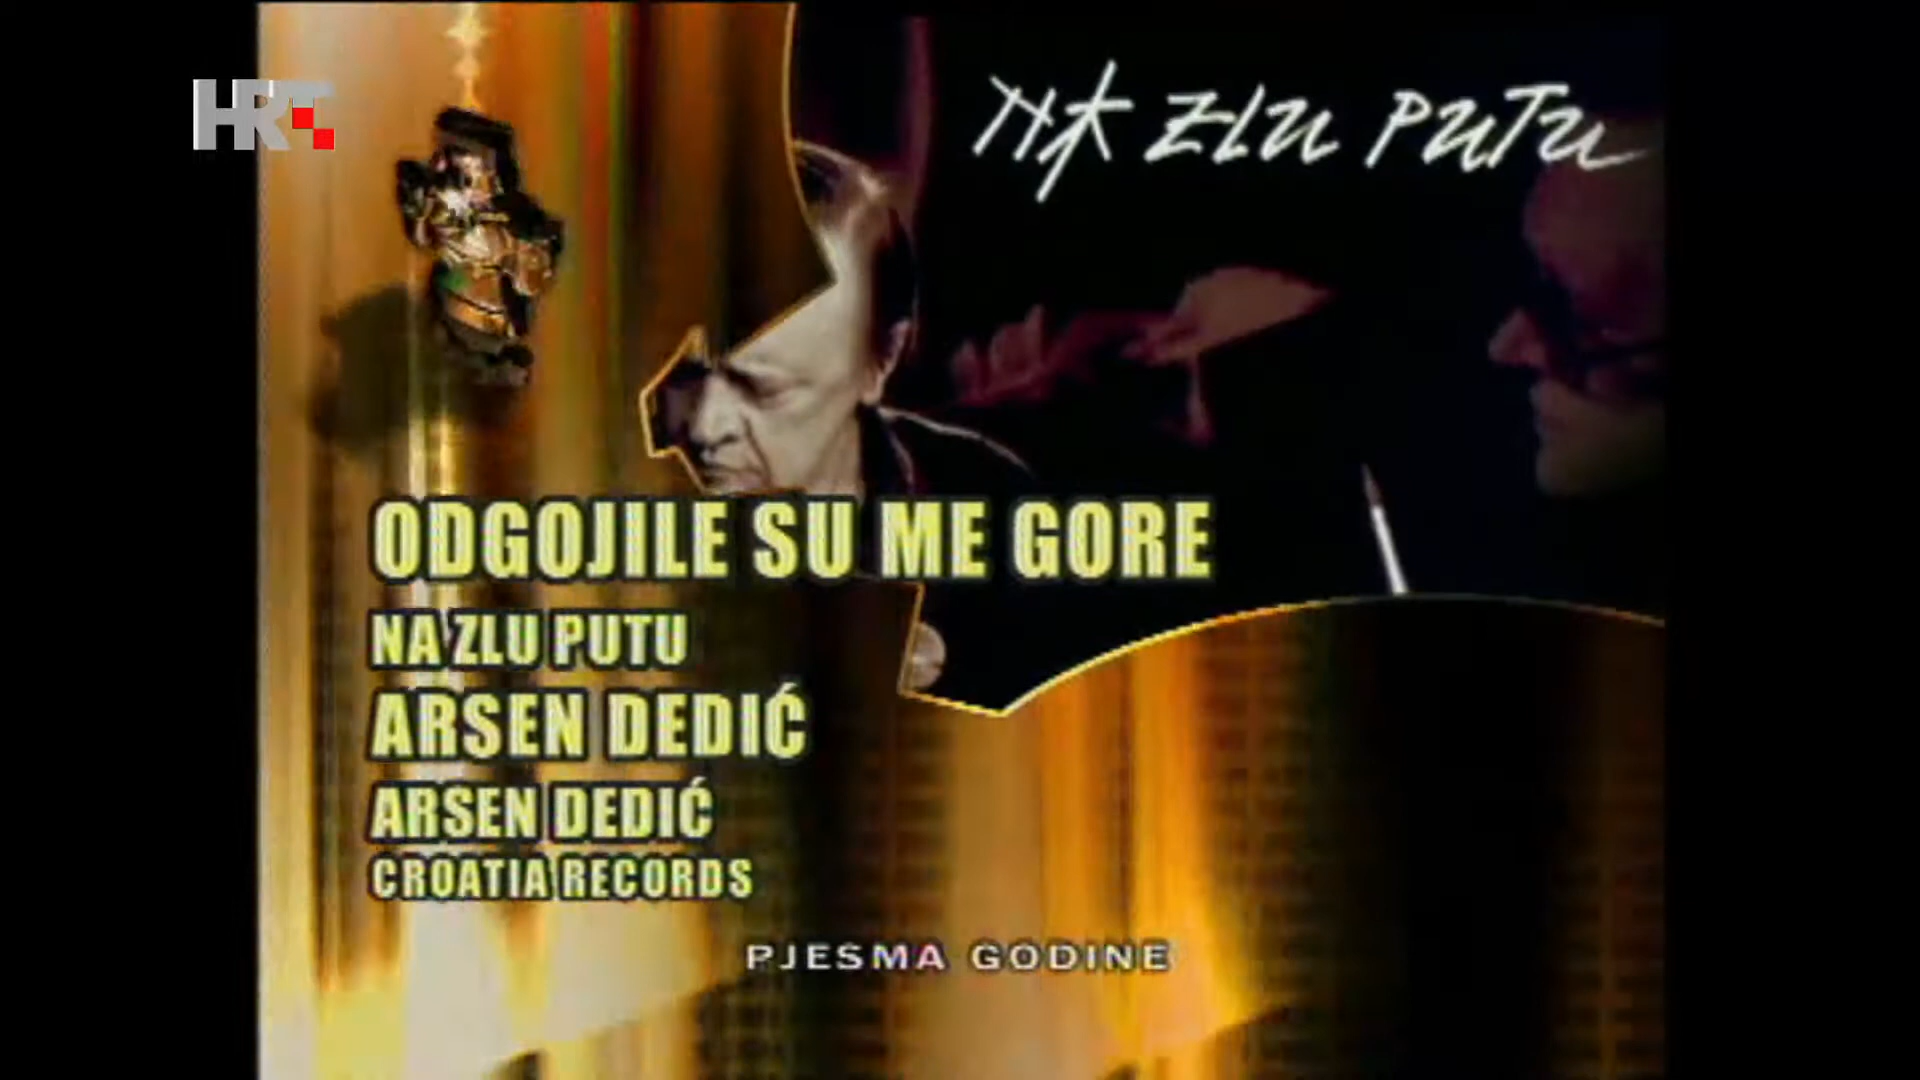 HRT
NA ZLU PUTU
ODGOJILE SU ME GORE
NA ZLU PUTU
ARSEN DEDIĆ
ARSEN DEDIĆ
CROATIA RECORDS
PJESMA GODINE